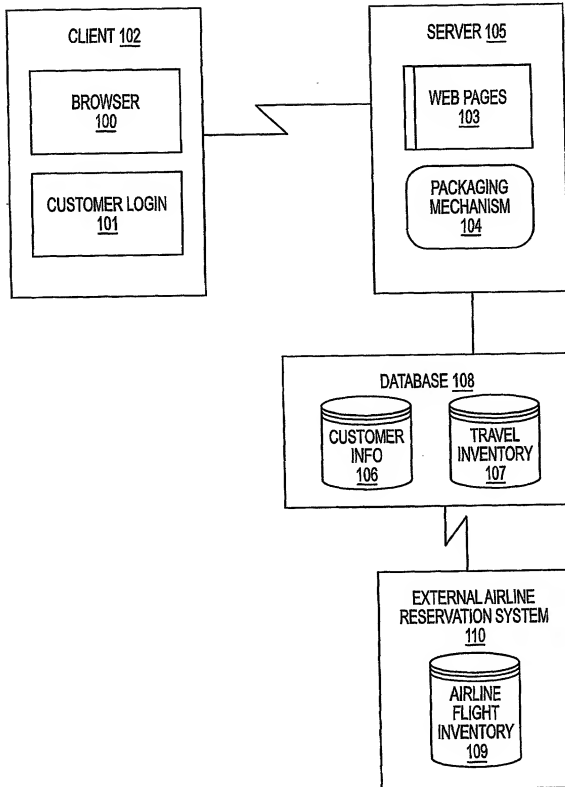 CLIENT 102
BROWSER
100
CUSTOMER LOGIN
101
SERVER 105
WEB PAGES
103
PACKAGING
MECHANISM
104
DATABASE 108
CUSTOMER
INFO
106
TRAVEL
INVENTORY
107
EXTERNAL AIRLINE
RESERVATION SYSTEM
110
AIRLINE
FLIGHT
INVENTORY
109